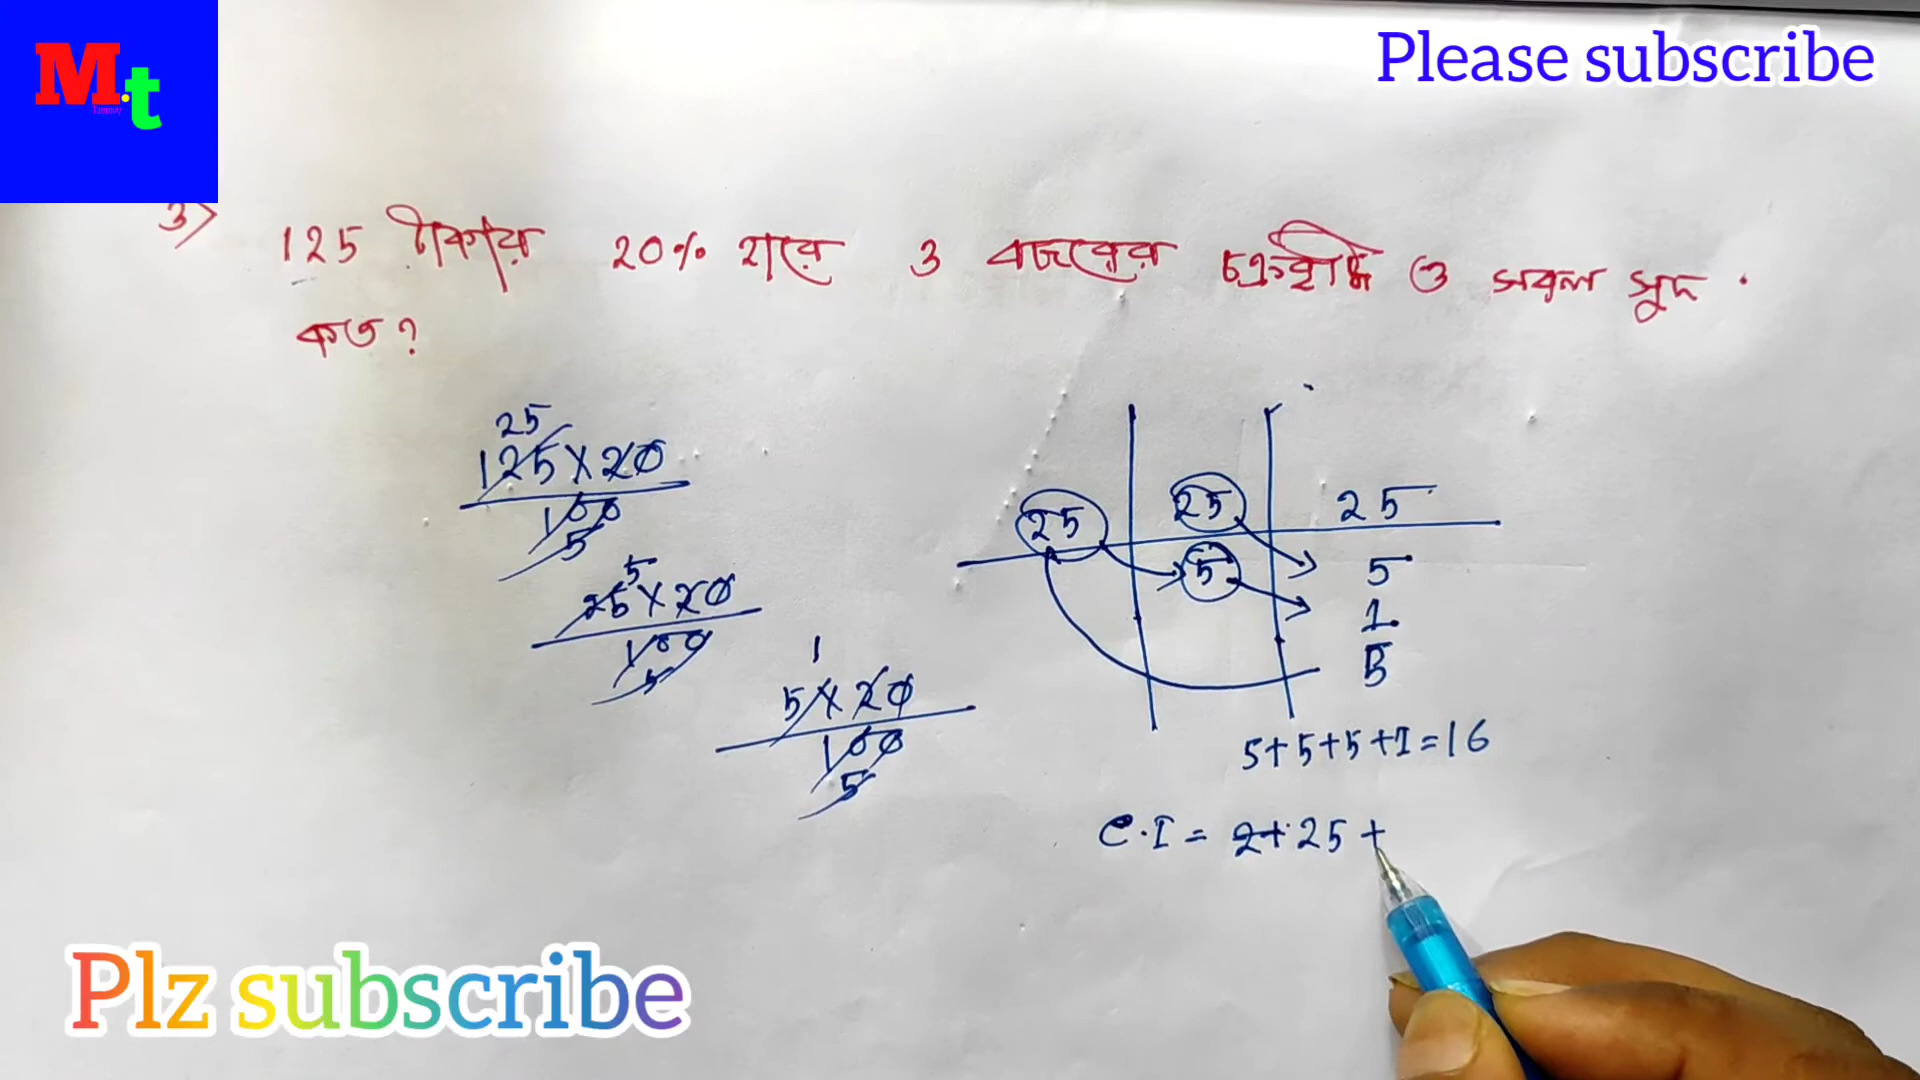 M.t
Please subscribe
3)
125 টাকায় 20% হারে 3 বছরের চক্রবৃদ্ধি ও সরল সুদ
কত?
25
125 X 20
100
5
5
25 X 20
100
5
1
5 X 20
100
5
25 25 25
5 5
1
5
5+5+5+1=16
C.I = 2+ 25 +
Plz subscribe